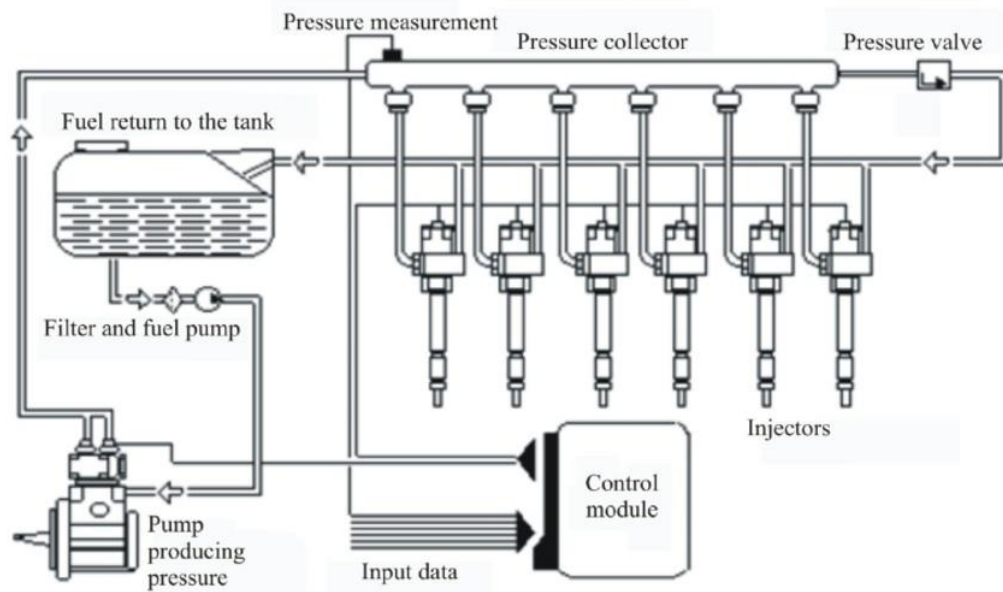 Pressure measurement
Pressure collector
Pressure valve
Fuel return to the tank
Filter and fuel pump
Injectors
Control
module
Pump
producing
pressure
Input data